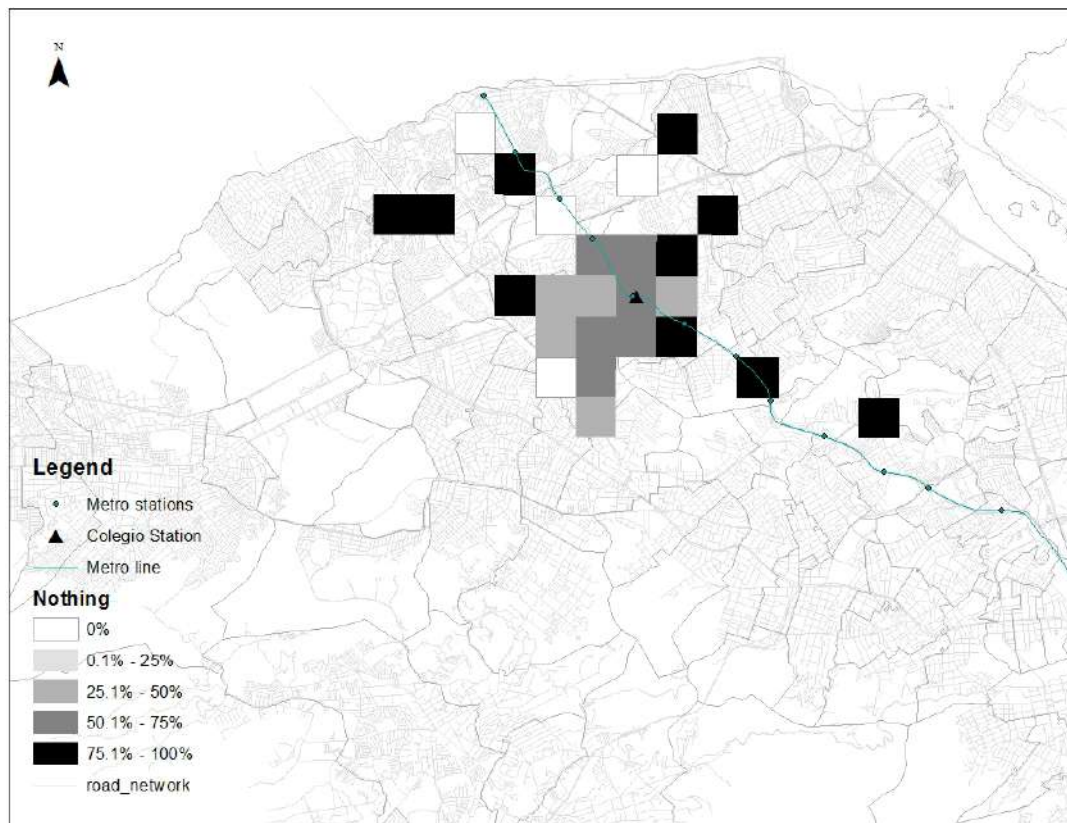 N
Legend
Metro stations
Colegio Station
Metro line
Nothing
0%
0.1% - 25%
25.1% - 50%
50.1% - 75%
75.1% - 100%
road_network